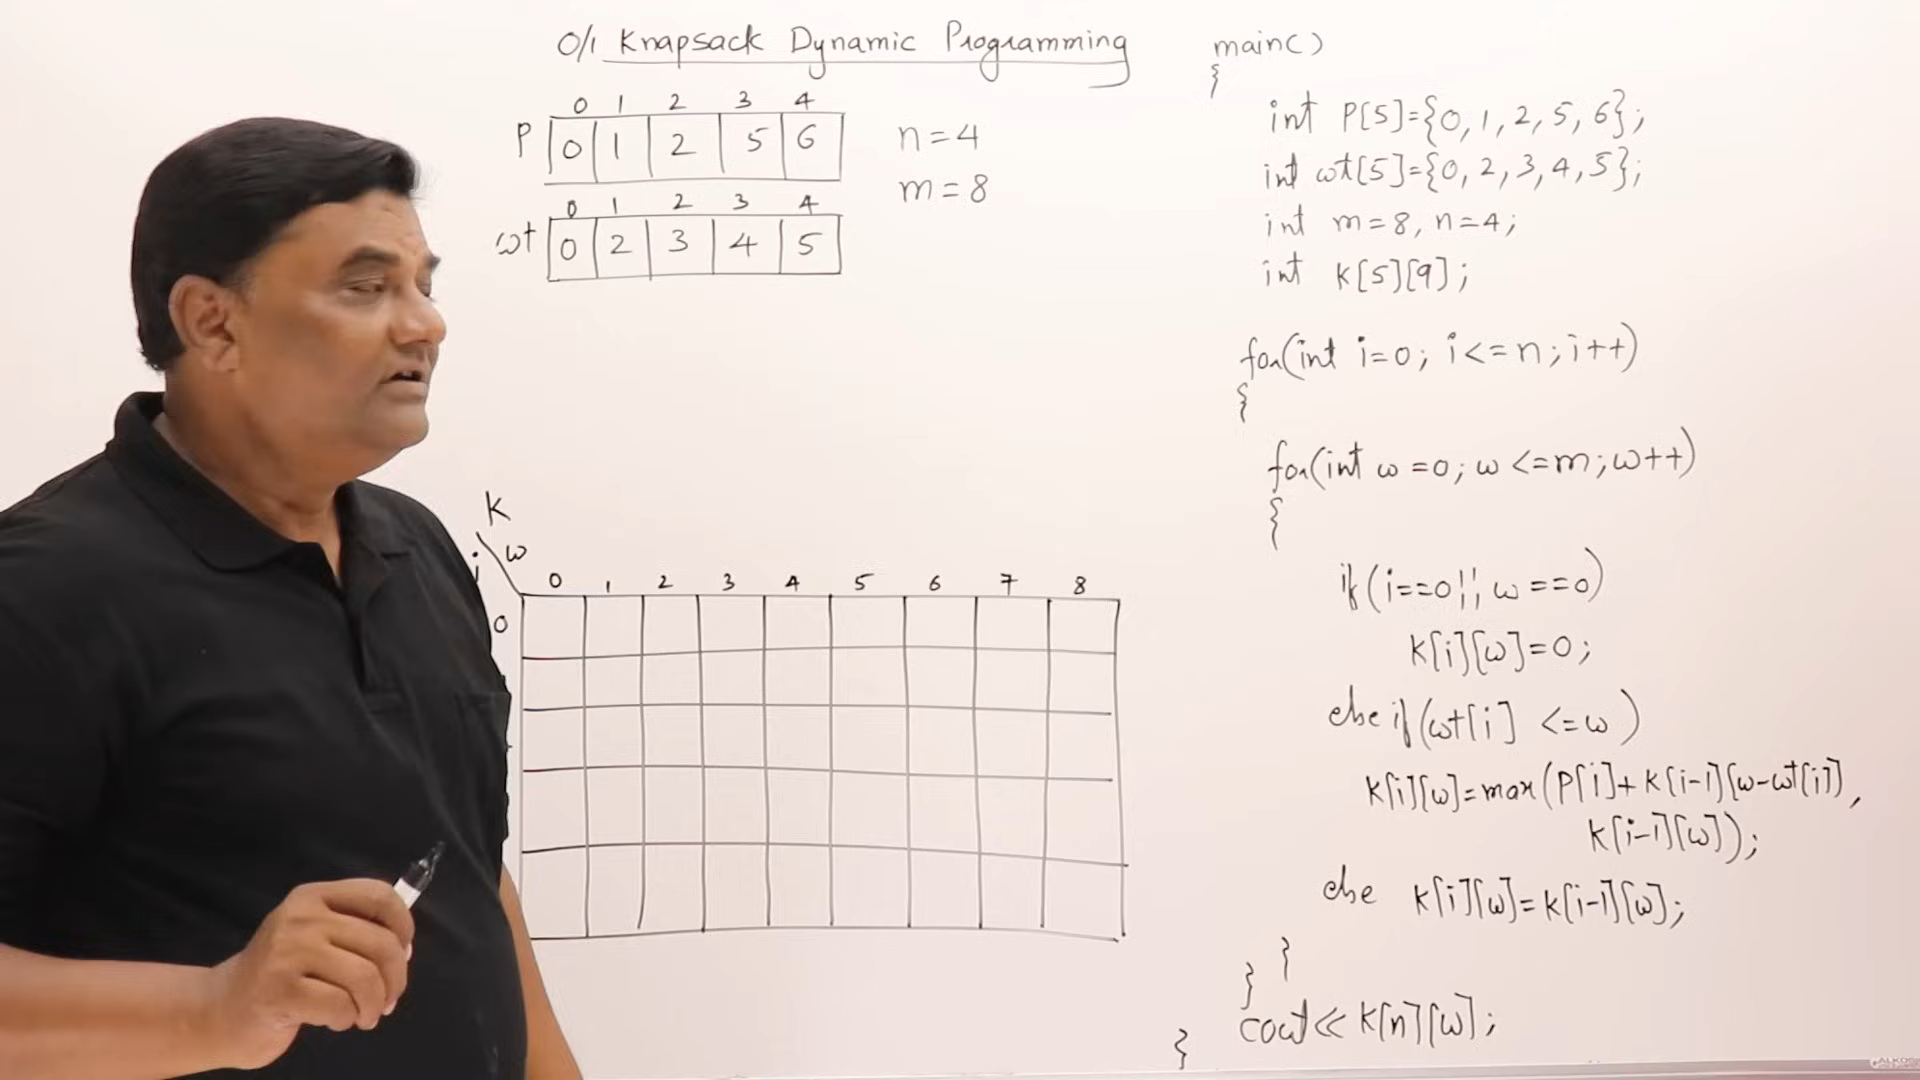 0/1 Knapsack Dynamic Programming
0 1 2 3 4
P 0 1 2 5 6
n=4
m=8
0 1 2 3 4
wt 0 2 3 4 5
K
i w
0 1 2 3 4 5 6 7 8
0
main()
{
int P[5]={0,1,2,5,6};
int wt[5]={0,2,3,4,5};
int m=8, n=4;
int K[5][9];
for(int i=0; i<=n; i++)
{
for(int w=0; w<=m; w++)
{
if(i==0||w==0)
K[i][w]=0;
else if(wt[i] <=w)
K[i][w]=max(P[i]+K[i-1][w-wt[i]],
K[i-1][w]);
else K[i][w]=K[i-1][w];
}
}
cout<<K[n][w];
}